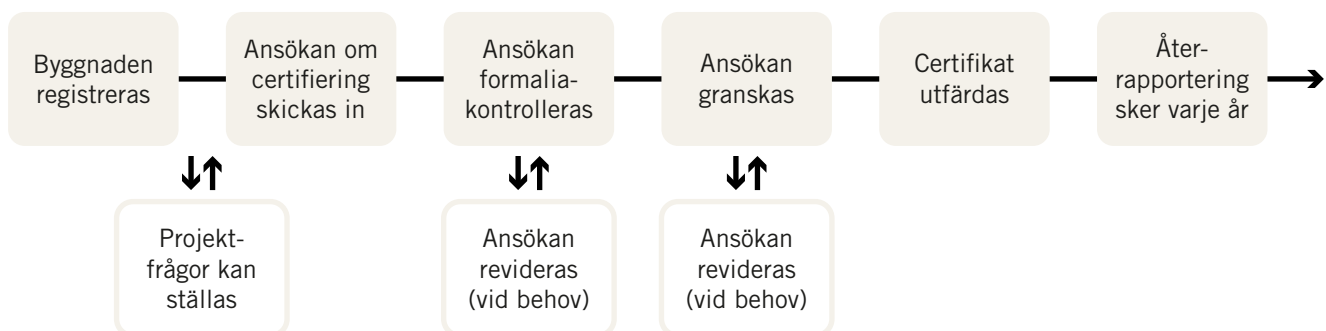 Byggnaden
registreras
Ansökan om
certifiering
skickas in
Ansökan
formalia-
kontrolleras
Ansökan
granskas
Certifikat
utfärdas
Åter-
rapportering
sker varje år
Projekt-
frågor kan
ställas
Ansökan
revideras
(vid behov)
Ansökan
revideras
(vid behov)